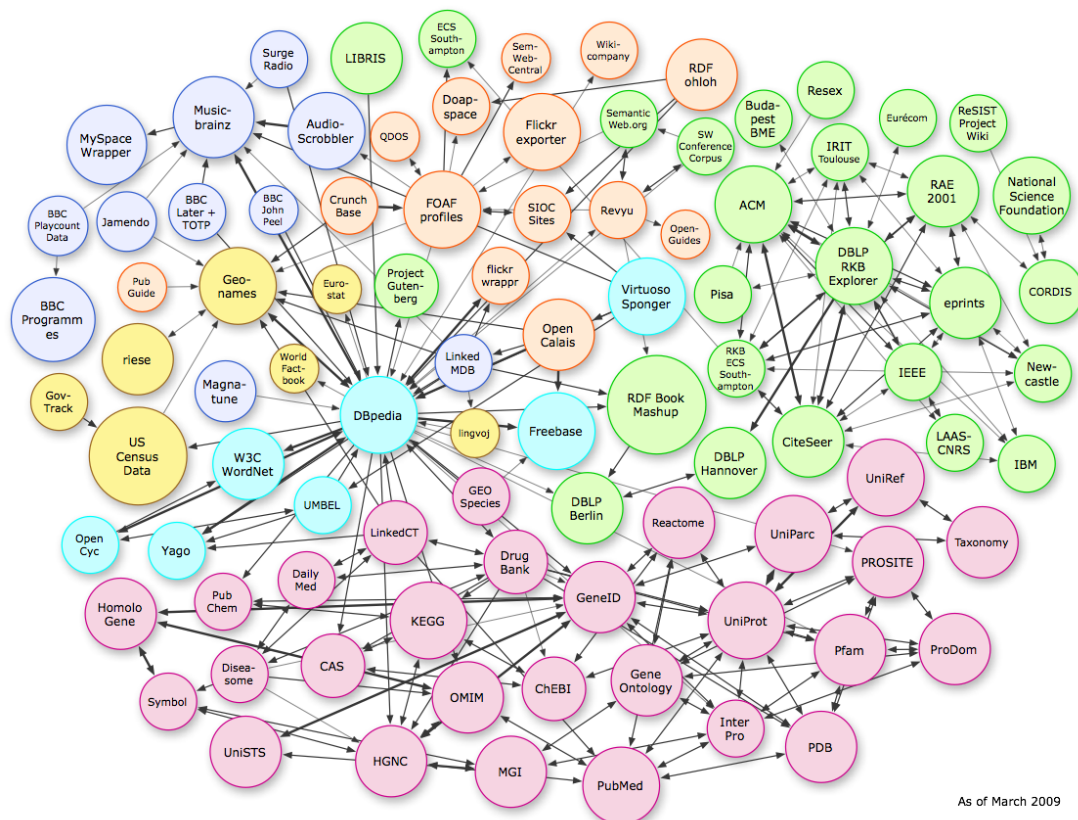 ECS
South-
ampton
Surge
Radio
LIBRIS
Sem-
Web-
Central
Wiki-
company
RDF
ohloh
Music-
brainz
Doap-
space
Resex
MySpace
Wrapper
Audio-
Scrobbler
QDOS
Flickr
exporter
Semantic
Web.org
Buda-
pest
BME
Eurécom
ReSIST
Project
Wiki
SW
Conference
Corpus
IRIT
Toulouse
BBC
Playcount
Data
Jamendo
BBC
Later +
TOTP
BBC
John
Peel
Crunch
Base
FOAF
profiles
SIOC
Sites
Revyu
ACM
RAE
2001
National
Science
Foundation
Open-
Guides
DBLP
RKB
Explorer
Pub
Guide
Geo-
names
Euro-
stat
Project
Guten-
berg
flickr
wrappr
Virtuoso
Sponger
Pisa
eprints
CORDIS
BBC
Programm
es
riese
World
Fact-
book
Linked
MDB
Open
Calais
RKB
ECS
South-
ampton
IEEE
New-
castle
Gov-
Track
Magna-
tune
DBpedia
RDF Book
Mashup
US
Census
Data
lingvoj
Freebase
CiteSeer
LAAS-
CNRS
IBM
W3C
WordNet
DBLP
Hannover
UniRef
GEO
Species
UMBEL
DBLP
Berlin
Reactome
UniParc
Taxonomy
Open
Cyc
Yago
LinkedCT
Drug
Bank
PROSITE
Daily
Med
Pub
Chem
Homolo
Gene
KEGG
GeneID
UniProt
Pfam
ProDom
Disea-
some
CAS
ChEBI
Gene
Ontology
Symbol
OMIM
Inter
Pro
UniSTS
HGNC
MGI
PubMed
PDB
As of March 2009